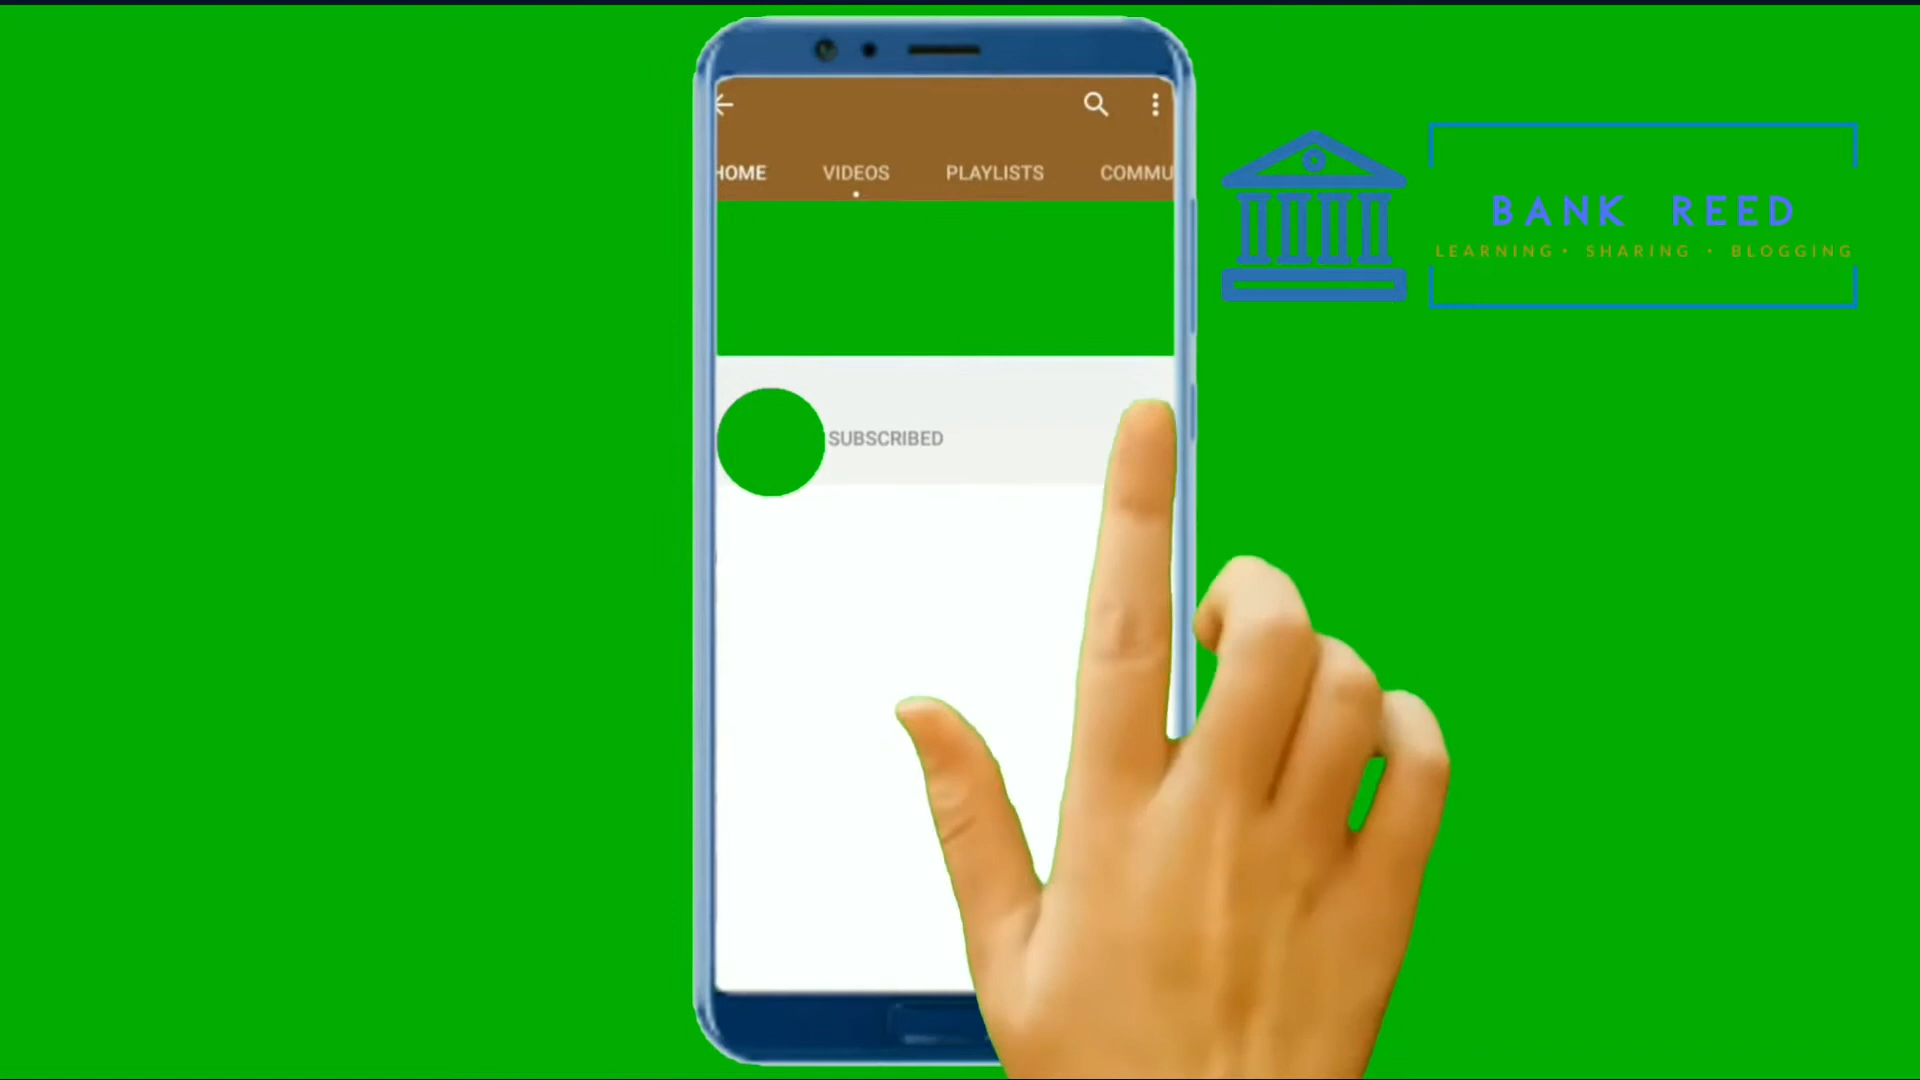 HOME VIDEOS PLAYLISTS COMMU
BANK REED
LEARNING • SHARING • BLOGGING
SUBSCRIBED